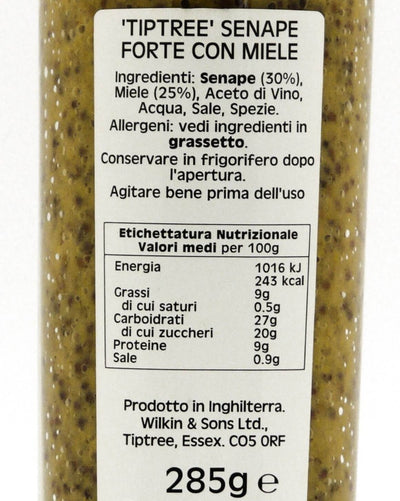 'TIPTREE' SENAPE
FORTE CON MIELE
Ingredienti: Senape (30%),
Miele (25%), Aceto di Vino,
Acqua, Sale, Spezie.
Allergeni: vedi ingredienti in
grassetto.
Conservare in frigorifero dopo
l'apertura.
Agitare bene prima dell'uso
Etichettatura Nutrizionale
Valori medi per 100g
Energia 1016 kJ
243 kcal
Grassi 9g
di cui saturi 0.5g
Carboidrati 27g
di cui zuccheri 20g
Proteine 9g
Sale 0.9g
Prodotto in Inghilterra.
Wilkin & Sons Ltd.,
Tiptree, Essex. CO5 0RF
285g ℮